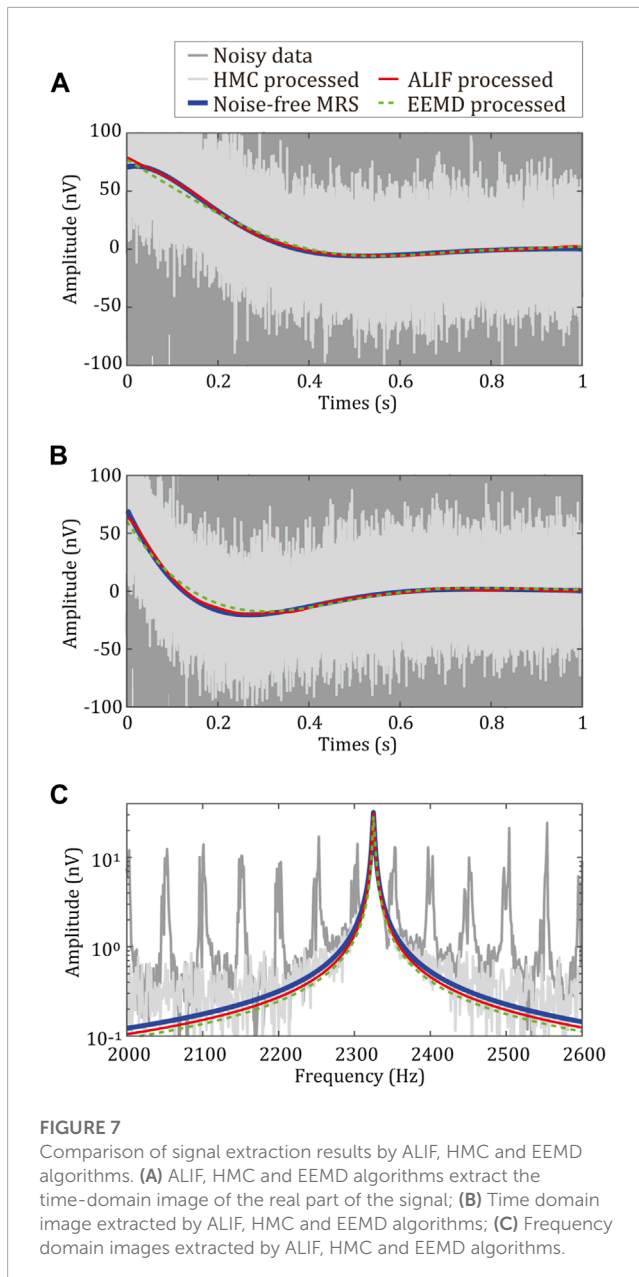 Noisy data
HMC processed
ALIF processed
Noise-free MRS
EEMD processed
A
100
50
0
-50
-100
Amplitude (nV)
0 0.2 0.4 0.6 0.8 1
Times (s)
B
100
50
0
-50
-100
Amplitude (nV)
0 0.2 0.4 0.6 0.8 1
Times (s)
C
10¹
10⁰
10⁻¹
Amplitude (nV)
2000 2100 2200 2300 2400 2500 2600
Frequency (Hz)
FIGURE 7
Comparison of signal extraction results by ALIF, HMC and EEMD
algorithms. (A) ALIF, HMC and EEMD algorithms extract the
time-domain image of the real part of the signal; (B) Time domain
image extracted by ALIF, HMC and EEMD algorithms; (C) Frequency
domain images extracted by ALIF, HMC and EEMD algorithms.